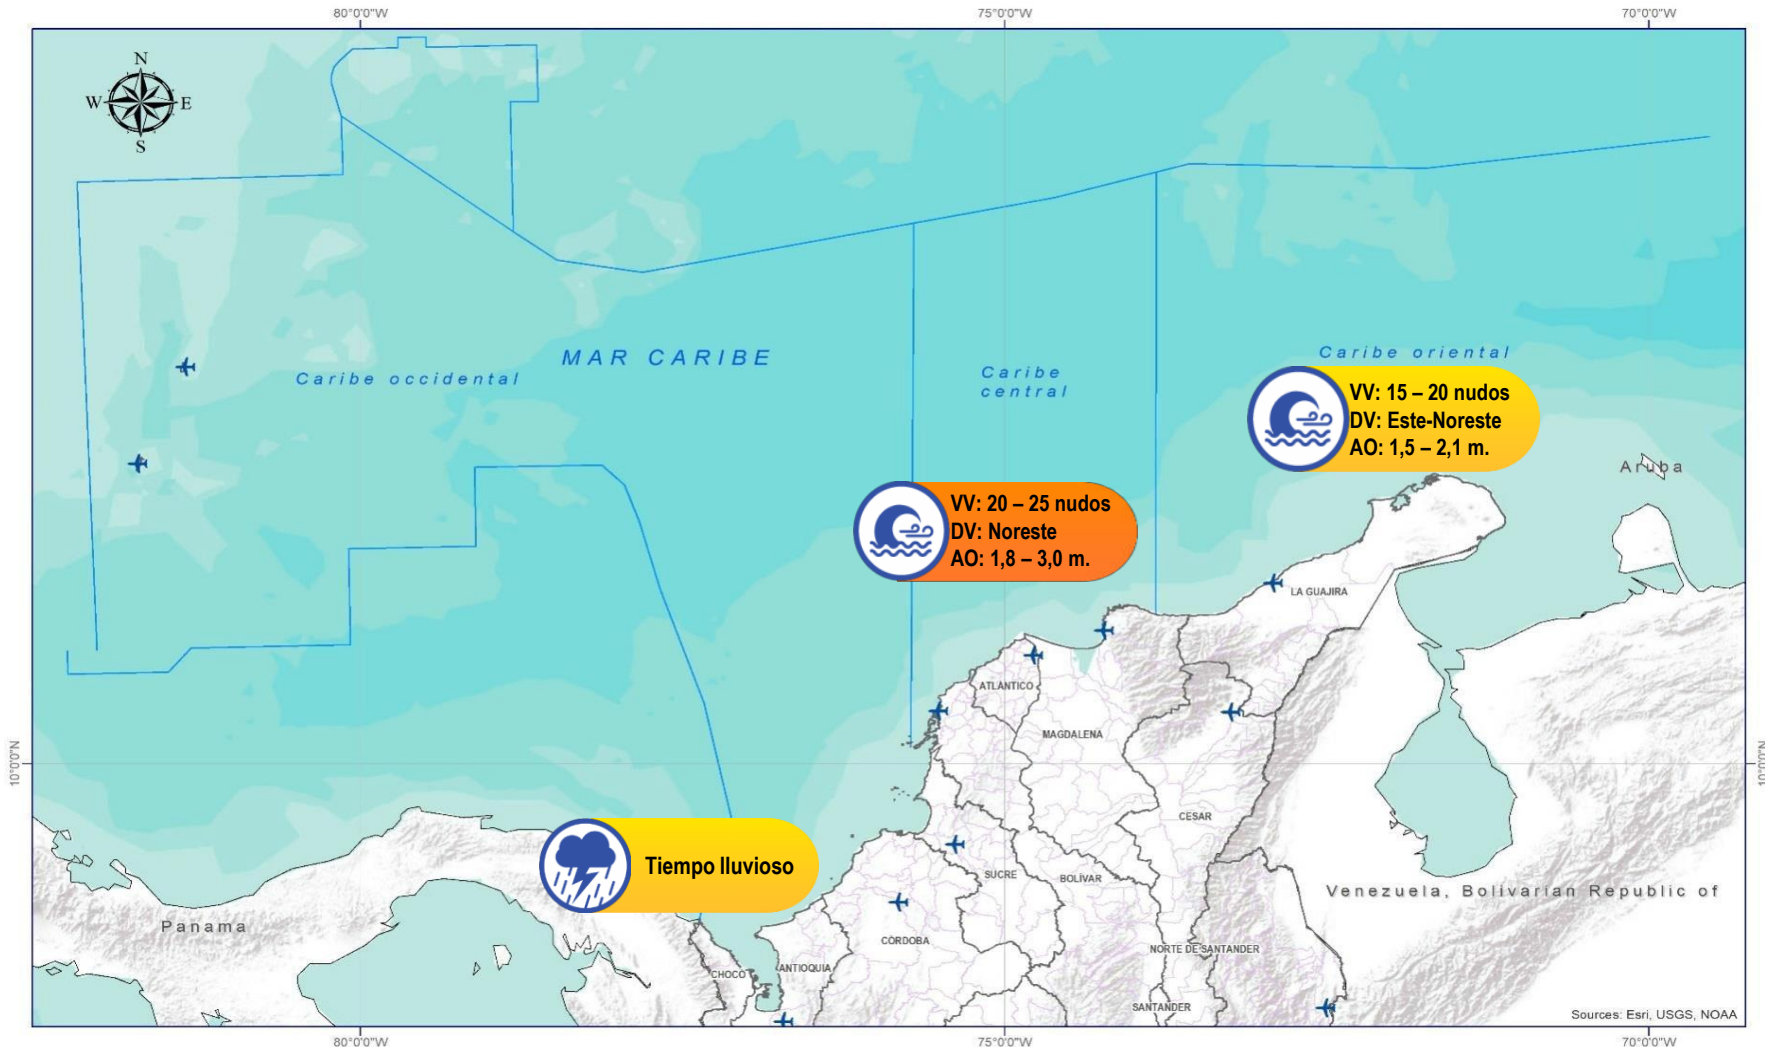 80°0'0"W
75°0'0"W
70°0'0"W
N
W
E
S
MAR CARIBE
Caribe occidental
Caribe
central
Caribe oriental
VV: 15 – 20 nudos
DV: Este-Noreste
AO: 1,5 – 2,1 m.
Aruba
VV: 20 – 25 nudos
DV: Noreste
AO: 1,8 – 3,0 m.
LA GUAJIRA
ATLÁNTICO
MAGDALENA
10°0'0"N
10°0'0"N
CESAR
Tiempo lluvioso
SUCRE
BOLÍVAR
Venezuela, Bolivarian Republic of
Panama
CÓRDOBA
NORTE DE SANTANDER
CHOCO
ANTIOQUIA
SANTANDER
Sources: Esri, USGS, NOAA
80°0'0"W
75°0'0"W
70°0'0"W